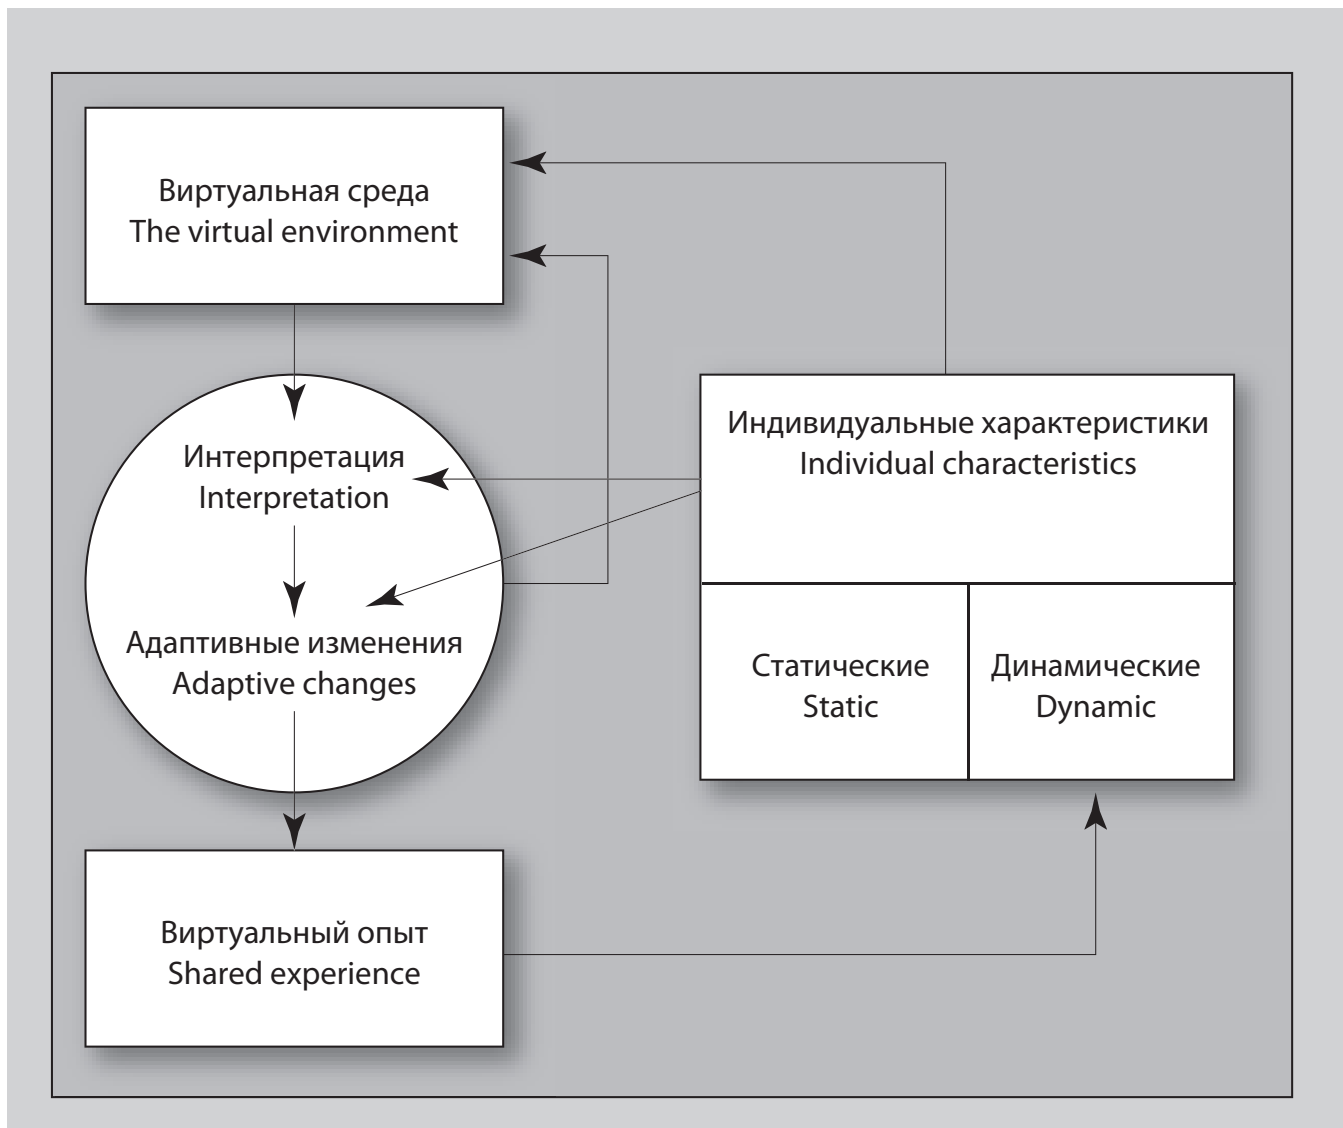 Виртуальная среда
The virtual environment
Интерпретация
Interpretation
Адаптивные изменения
Adaptive changes
Индивидуальные характеристики
Individual characteristics
Статические
Static
Динамические
Dynamic
Виртуальный опыт
Shared experience